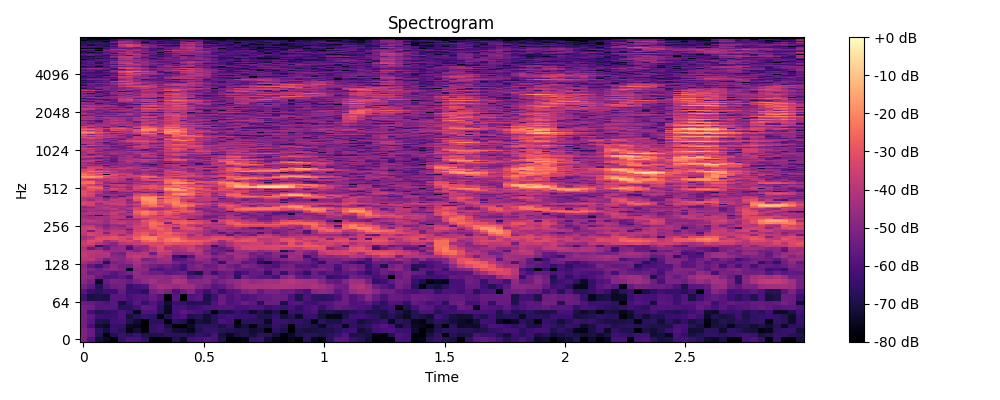 Spectrogram
Hz
4096
2048
1024
512
256
128
64
0
0
0.5
1
1.5
2
2.5
Time
+0 dB
-10 dB
-20 dB
-30 dB
-40 dB
-50 dB
-60 dB
-70 dB
-80 dB